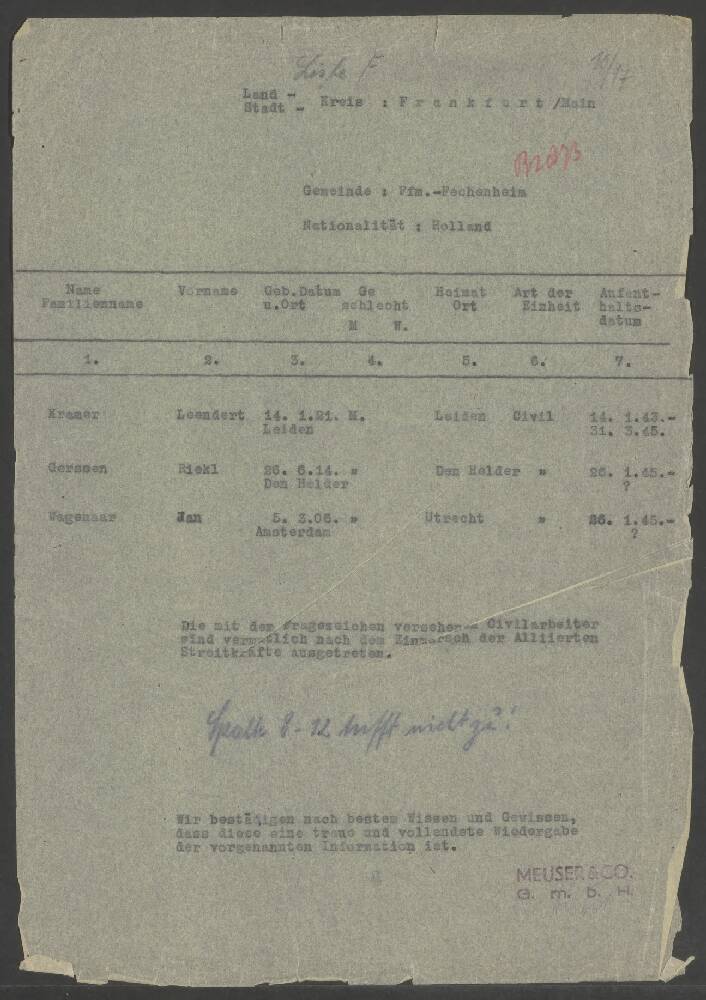 Liste F
Land -
Stadt - Kreis : Frankfurt /Main
Gemeinde : Ffm.-Fechenheim
Nationalität : Holland
Name Vorname Geb.Datum Ge Heimat Art der Aufent-
Familienname u.Ort schlecht Ort Einheit halts-
M W. datum
1. 2. 3. 4. 5. 6. 7.
Kramer Leendert 14. 1.21. M. Leiden Civil 14. 1.43.-
Leiden 31. 3.45.
Gerssen Riekl 26. 6.14. " Den Helder " 26. 1.45.-
Den Helder ?
Wagenaar Jan 5. 3.06. " Utrecht " 26. 1.45.-
Amsterdam ?
Die mit dem Fragezeichen versehenen Civilarbeiter
sind vermutlich nach dem Einmarsch der Alliierten
Streitkräfte ausgetreten.
Spalte 8-12 trifft nicht zu!
Wir bestätigen nach bestem Wissen und Gewissen,
dass diese eine treue und vollendete Wiedergabe
der vorgenannten Information ist.
MEUSER & CO.
G. m. b. H.